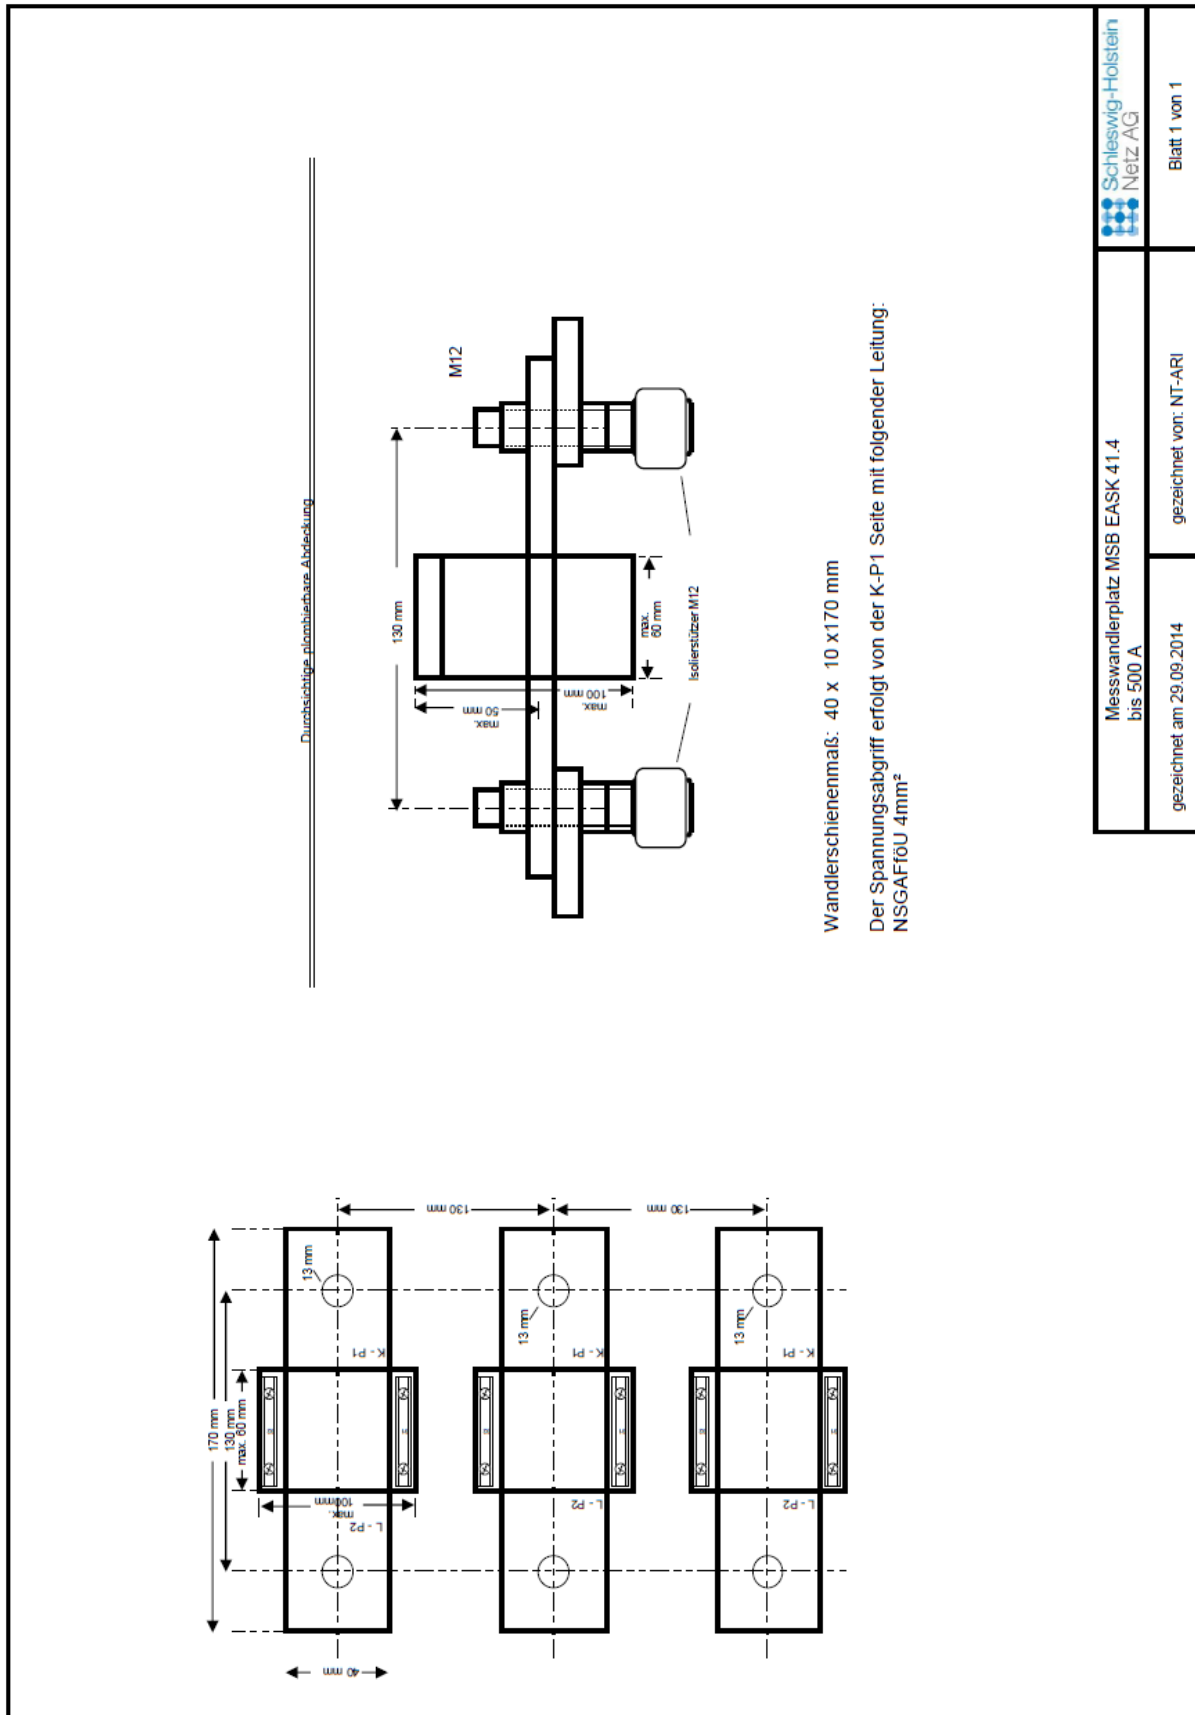 170 mm
130 mm
max. 60 mm
max.
100mm
40 mm
13 mm
13 mm
13 mm
130 mm
130 mm
K - P1
K - P1
K - P1
L - P2
L - P2
L - P2
Durchsichtige plombierbare Abdeckung
130 mm
M12
max.
50 mm
max.
100 mm
max.
60 mm
Isolierstützer M12
Wandlerschienenmaß: 40 x 10 x170 mm
Der Spannungsabgriff erfolgt von der K-P1 Seite mit folgender Leitung:
NSGAFföU 4mm²
Messwandlerplatz MSB EASK 41.4
bis 500 A
Schleswig-Holstein
Netz AG
gezeichnet am 29.09.2014
gezeichnet von: NT-ARI
Blatt 1 von 1